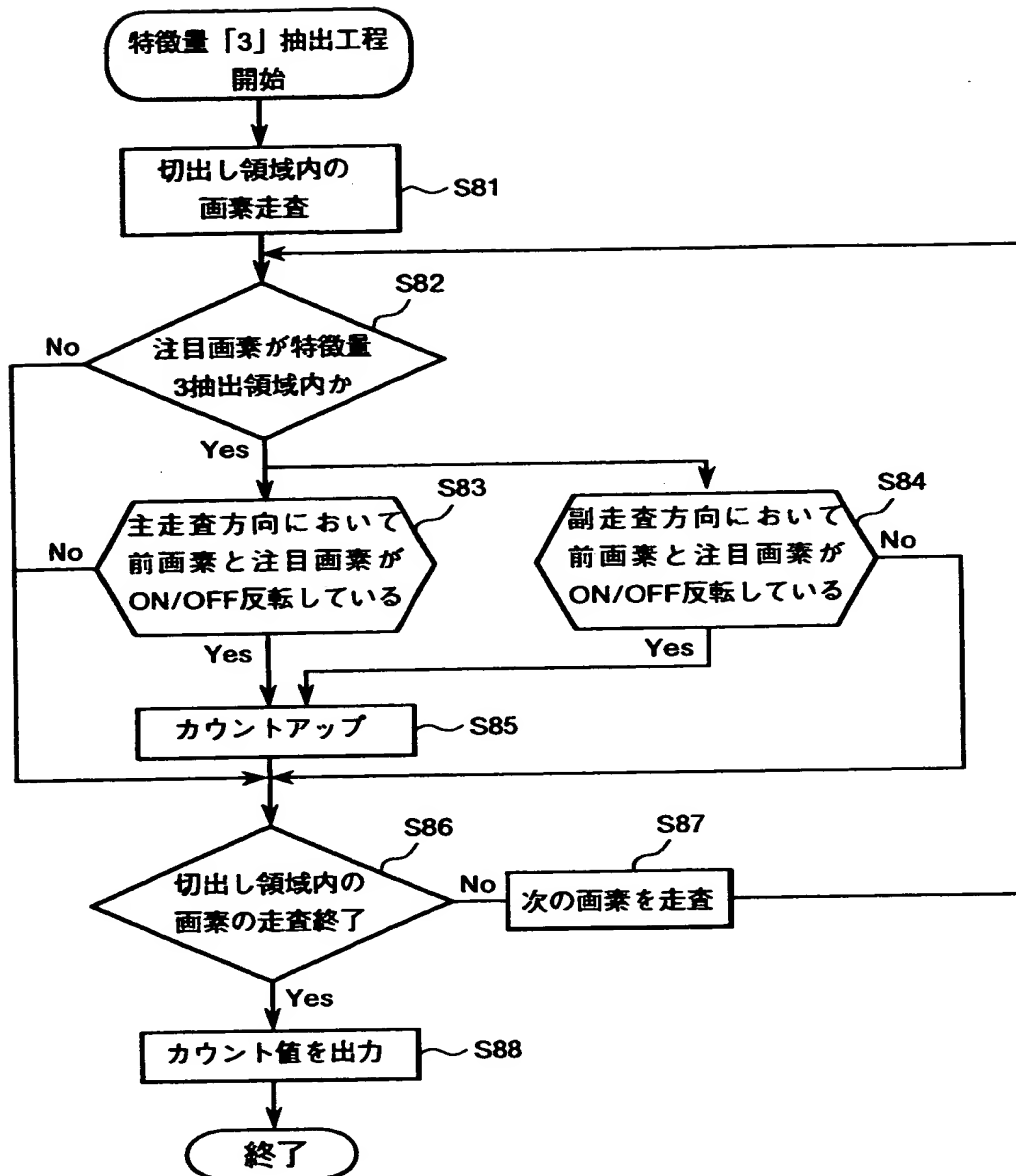 特徴量「3」抽出工程
開始
切出し領域内の
画素走査
S81
S82
No
注目画素が特徴量
3抽出領域内か
Yes
S83
No
主走査方向において
前画素と注目画素が
ON/OFF反転している
Yes
S84
副走査方向において
前画素と注目画素が
ON/OFF反転している
No
Yes
カウントアップ
S85
S86
切出し領域内の
画素の走査終了
No
S87
次の画素を走査
Yes
カウント値を出力
S88
終了